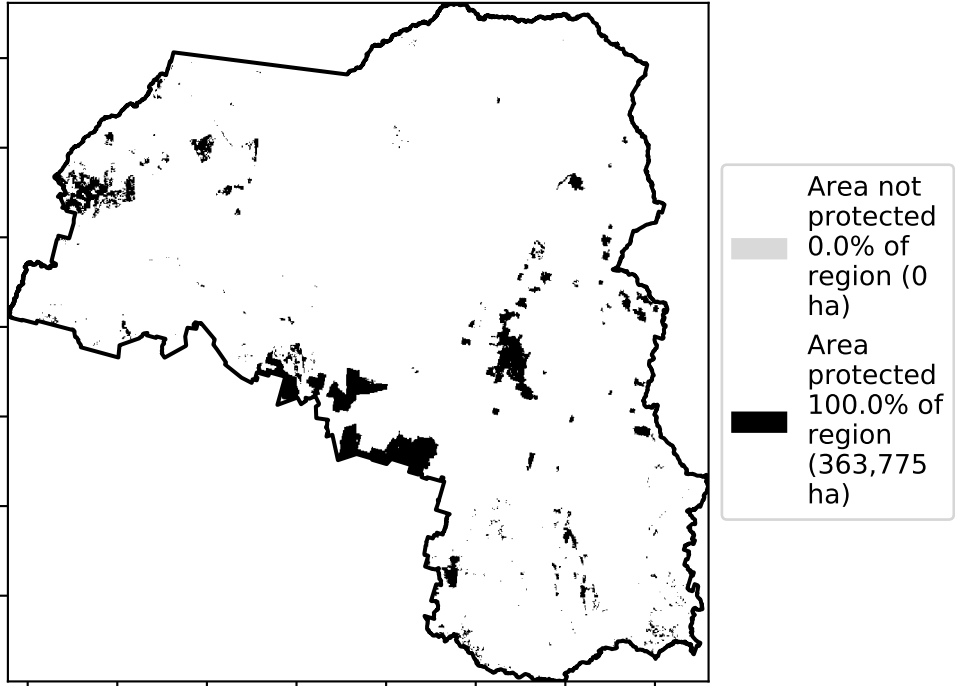 Area not
protected
0.0% of
region (0
ha)
Area
protected
100.0% of
region
(363,775
ha)